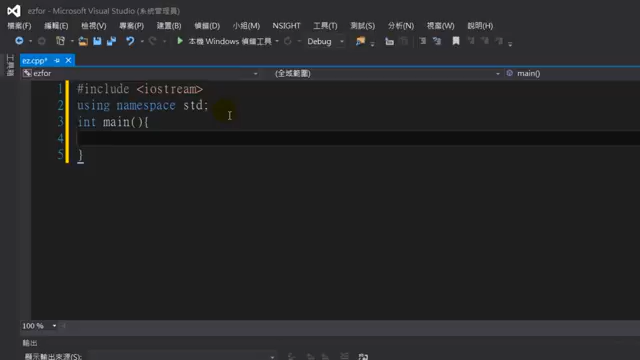 ezfor - Microsoft Visual Studio (系統管理員)
檔案(F) 編輯(E) 檢視(V) 專案(P) 建置(B) 偵錯(D) 小組(M) NSIGHT 工具(T) 測試(S) 分析(N) 視窗(W) 說明(H)
本機 Windows 偵錯工具 Debug
ez.cpp*
ezfor (全域範圍) main()
1 #include <iostream>
2 using namespace std;
3 int main(){
4
5 }
100 %
輸出
顯示輸出來源(S):